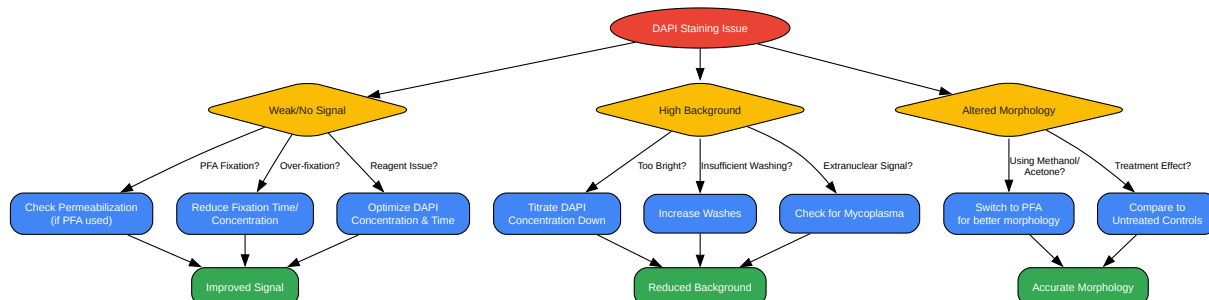 DAPI Staining Issue
Weak/No Signal
High Background
Altered Morphology
PFA Fixation?
Over-fixation?
Reagent Issue?
Too Bright?
Insufficient Washing?
Extranuclear Signal?
Using Methanol/
Acetone?
Treatment Effect?
Check Permeabilization
(if PFA used)
Reduce Fixation Time/
Concentration
Optimize DAPI
Concentration & Time
Titrate DAPI
Concentration Down
Increase Washes
Check for Mycoplasma
Switch to PFA
for better morphology
Compare to
Untreated Controls
Improved Signal
Reduced Background
Accurate Morphology